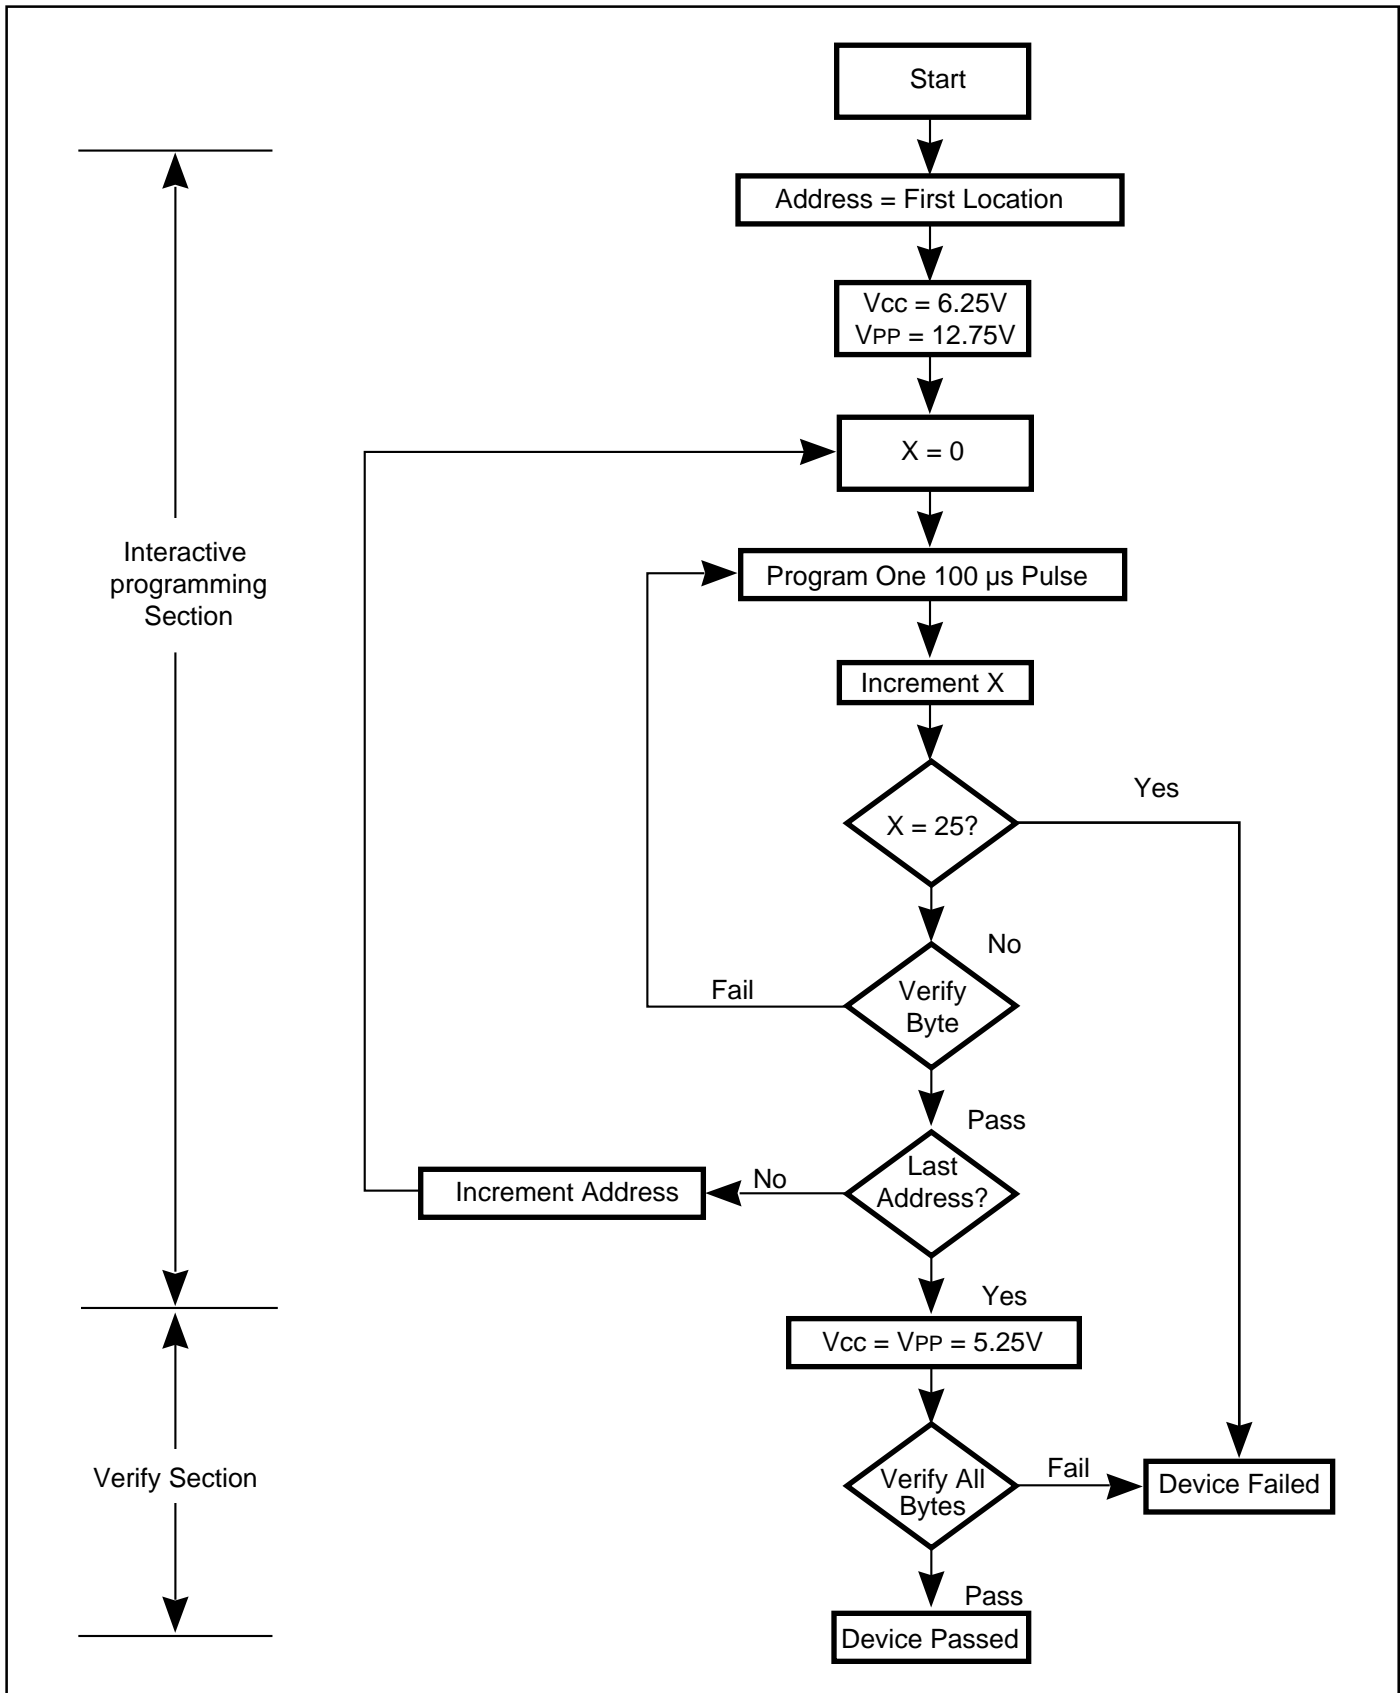 Start
Address = First Location
Vcc = 6.25V
VPP = 12.75V
X = 0
Interactive
programming
Section
Program One 100 µs Pulse
Increment X
X = 25?
Yes
No
Verify
Byte
Fail
Pass
Last
Address?
No
Increment Address
Yes
Vcc = VPP = 5.25V
Verify Section
Verify All
Bytes
Fail
Device Failed
Pass
Device Passed